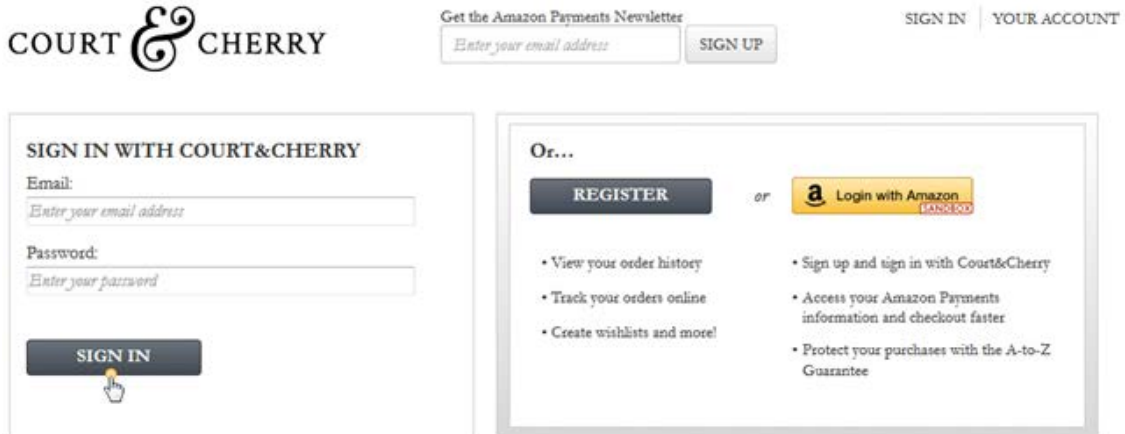 COURT & CHERRY
Get the Amazon Payments Newsletter
Enter your email address
SIGN UP
SIGN IN
YOUR ACCOUNT
SIGN IN WITH COURT&CHERRY
Email:
Enter your email address
Password:
Enter your password
SIGN IN
Or...
REGISTER
or
a Login with Amazon
SANDBOX
• View your order history
• Track your orders online
• Create wishlists and more!
• Sign up and sign in with Court&Cherry
• Access your Amazon Payments
information and checkout faster
• Protect your purchases with the A-to-Z
Guarantee